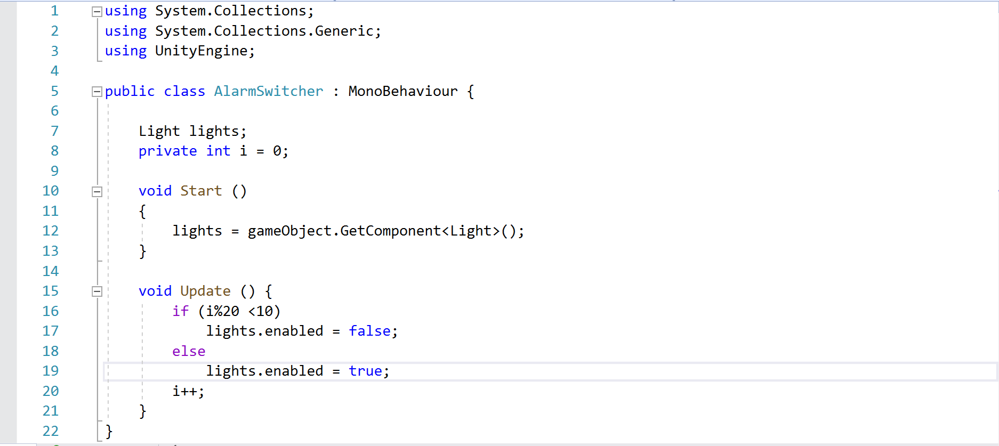 1 using System.Collections;
2 using System.Collections.Generic;
3 using UnityEngine;
4
5 public class AlarmSwitcher : MonoBehaviour {
6
7     Light lights;
8     private int i = 0;
9
10     void Start ()
11     {
12         lights = gameObject.GetComponent<Light>();
13     }
14
15     void Update () {
16         if (i%20 <10)
17             lights.enabled = false;
18         else
19             lights.enabled = true;
20         i++;
21     }
22 }